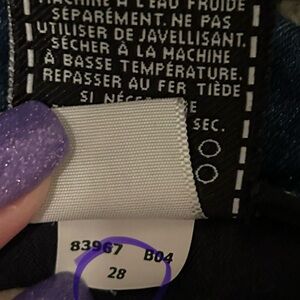 MACHINE À L'EAU FROIDE
SÉPARÉMENT. NE PAS
UTILISER DE JAVELLISANT.
SÉCHER À LA MACHINE
À BASSE TEMPÉRATURE.
REPASSER AU FER TIÈDE
SI
SEC.
83967 B04
28